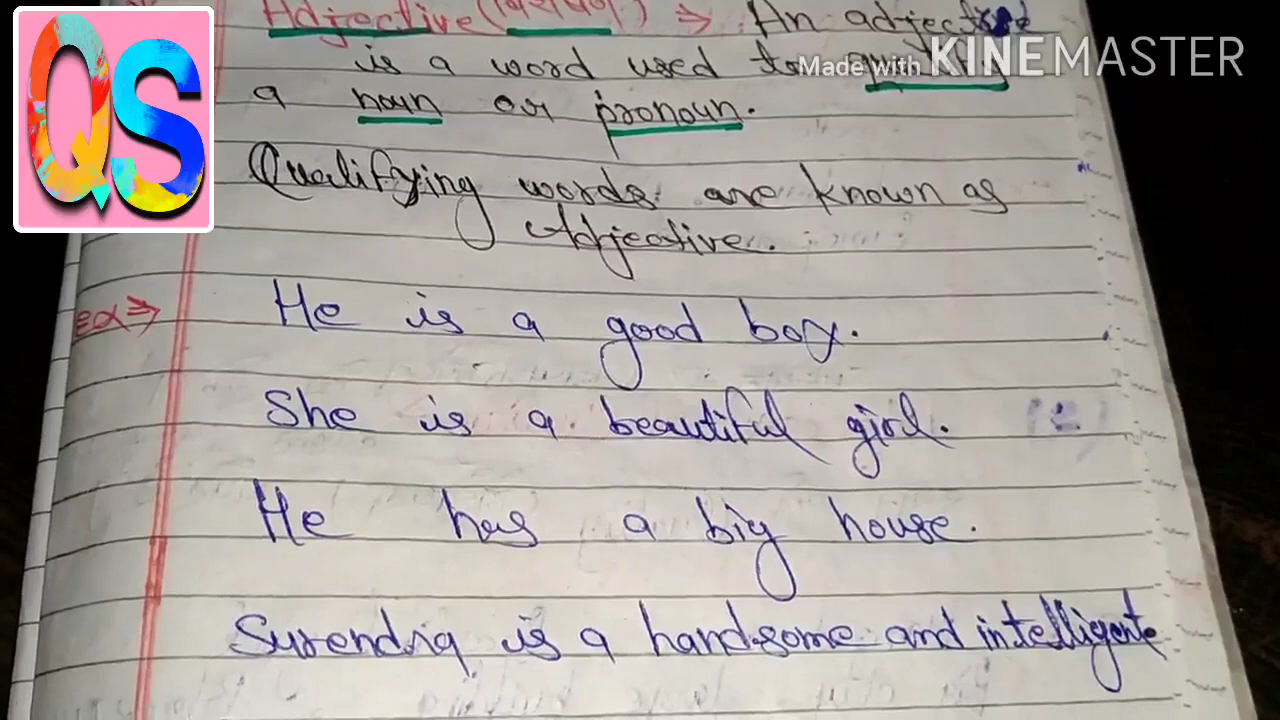 QS
Adjective (विशेषण) ⇒ An adjective
is a word used to qualify
Made with KINEMASTER
a noun or pronoun.
Qualifying words are known as
Adjective.
ex⇒ He is a good boy.
She is a beautiful girl.
He has a big house.
Surendra is a handsome and intelligente